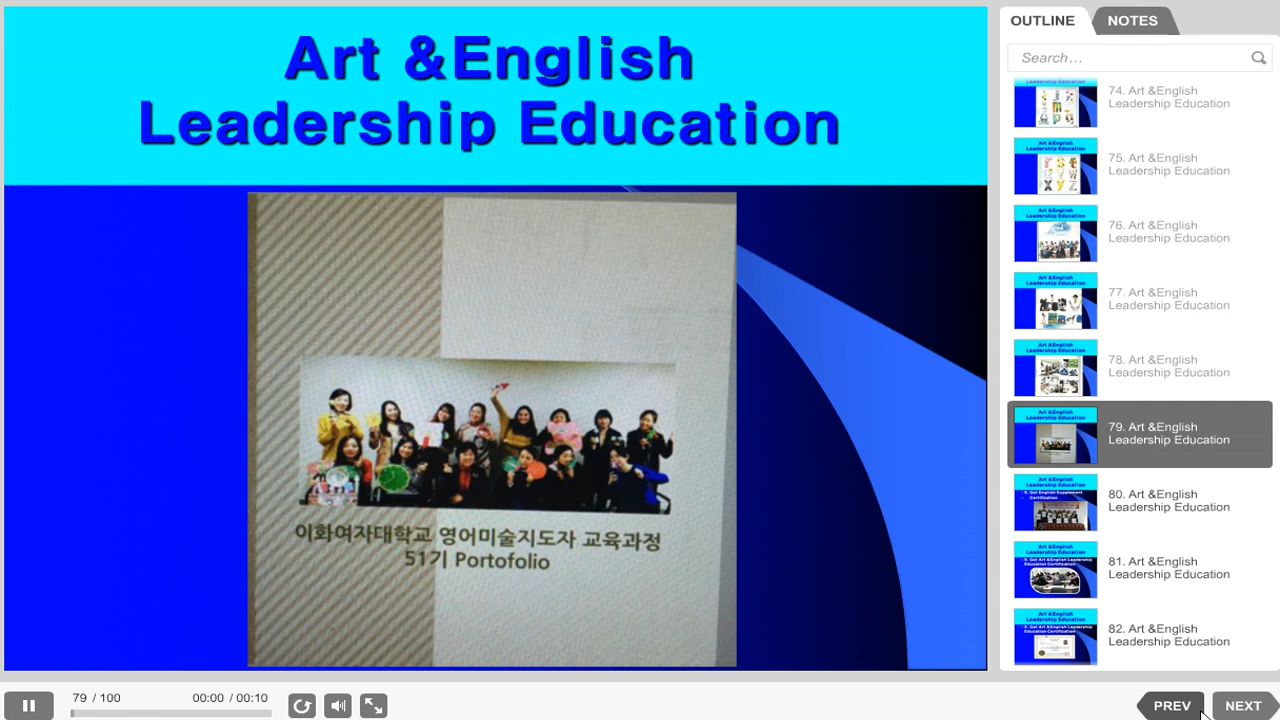 Art &English
Leadership Education
이화여자대학교 영어미술지도자 교육과정
51기 Portofolio
OUTLINE
NOTES
Search...
74. Art &English
Leadership Education
75. Art &English
Leadership Education
76. Art &English
Leadership Education
77. Art &English
Leadership Education
78. Art &English
Leadership Education
79. Art &English
Leadership Education
80. Art &English
Leadership Education
81. Art &English
Leadership Education
82. Art &English
Leadership Education
79 / 100
00:00 / 00:10
PREV
NEXT